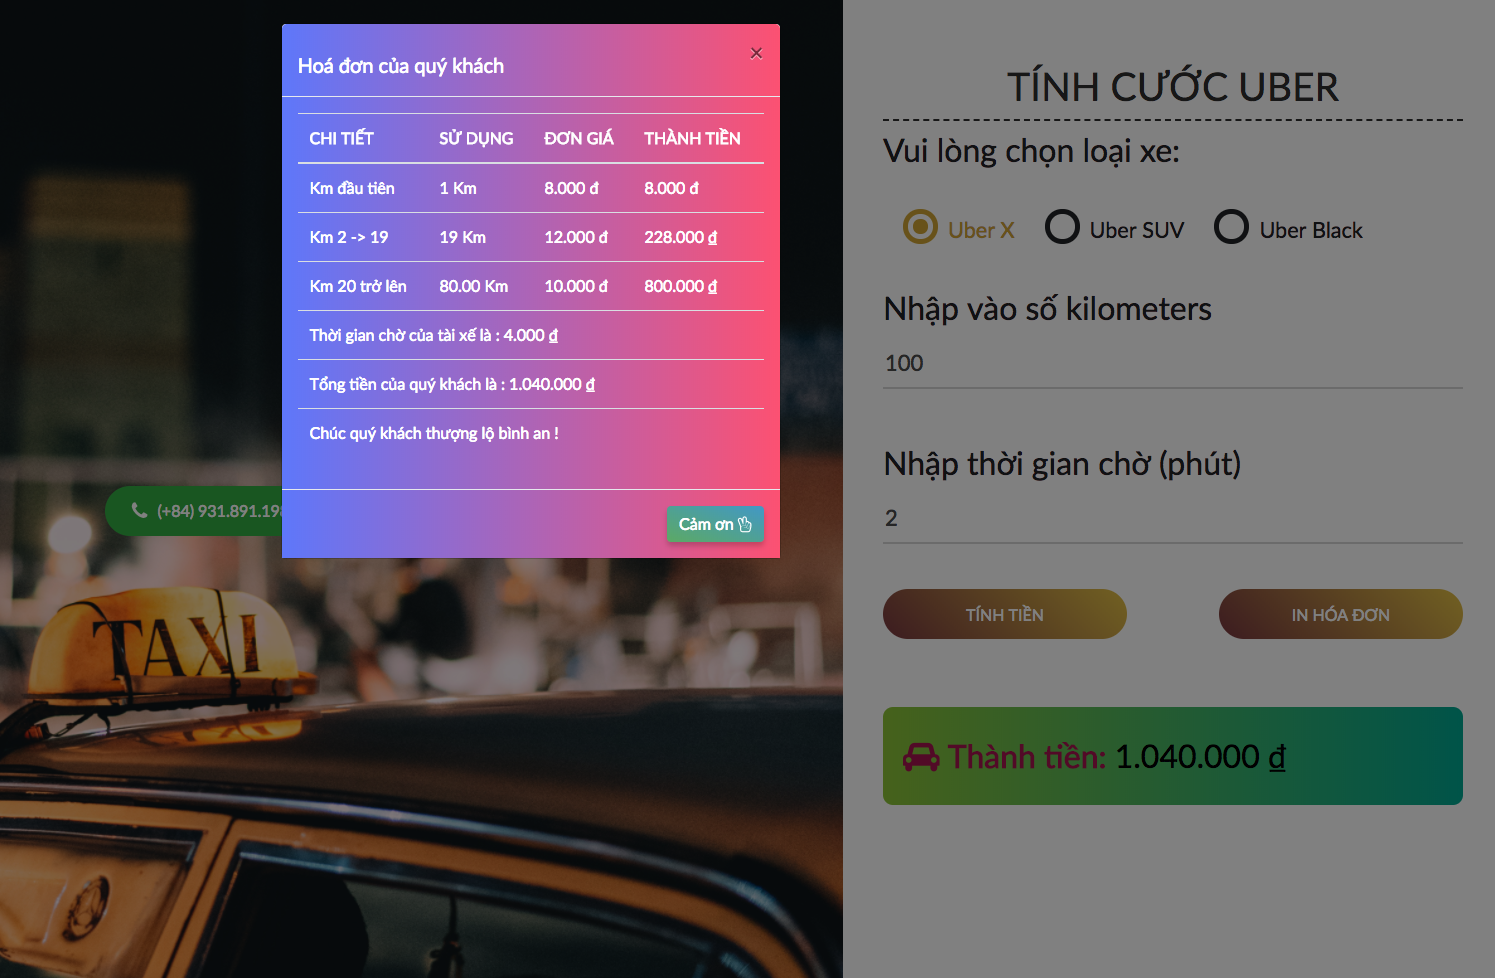 Hoá đơn của quý khách
×
CHI TIẾT SỬ DỤNG ĐƠN GIÁ THÀNH TIỀN
Km đầu tiên 1 Km 8.000 đ 8.000 đ
Km 2 -> 19 19 Km 12.000 đ 228.000 ₫
Km 20 trở lên 80.00 Km 10.000 đ 800.000 ₫
Thời gian chờ của tài xế là : 4.000 ₫
Tổng tiền của quý khách là : 1.040.000 ₫
Chúc quý khách thượng lộ bình an !
Cảm ơn
(+84) 931.891.19
TAXI
TÍNH CƯỚC UBER
Vui lòng chọn loại xe:
Uber X Uber SUV Uber Black
Nhập vào số kilometers
100
Nhập thời gian chờ (phút)
2
TÍNH TIỀN IN HÓA ĐƠN
Thành tiền: 1.040.000 ₫